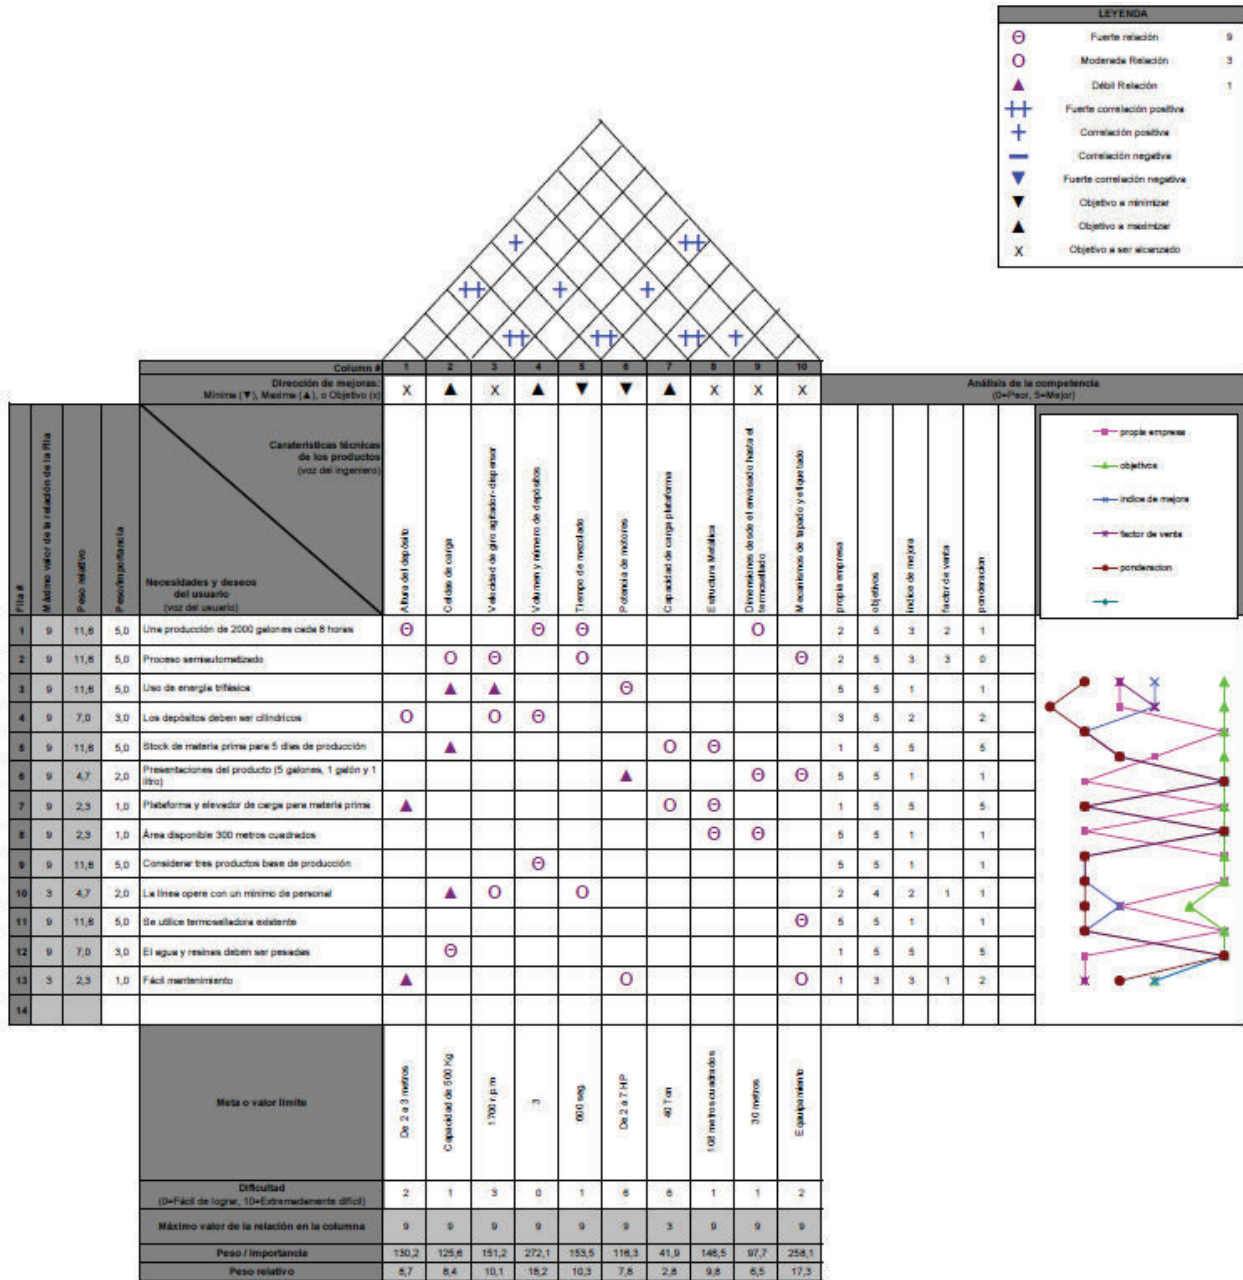 LEYENDA
Θ Fuerte relación 9
O Moderada Relación 3
▲ Débil Relación 1
++ Fuerte correlación positiva
+ Correlación positiva
− Correlación negativa
▼ Fuerte correlación negativa
▼ Objetivo a minimizar
▲ Objetivo a maximizar
X Objetivo a ser alcanzado
+ ++
++ + +
++ ++ ++ +
Column # 1 2 3 4 5 6 7 8 9 10
Dirección de mejoras:
Mínima (▼), Maxima (▲), o Objetivo (x) X ▲ X ▲ ▼ ▼ ▲ X X X
Análisis de la competencia
(0=Peor, 5=Mejor)
Fila #
Máximo valor de la relación de la fila
Peso relativo
Peso/Importancia
Caraterísticas técnicas
de los productos
(voz del ingeniero)
Necesidades y deseos
del usuario
(voz del usuario)
Altura del depósito
Celdas de carga
Velocidad de giro agitador-dispersor
Volumen y número de depósitos
Tiempo de mezclado
Potencia de motores
Capacidad de carga plataforma
Estructura Metálica
Dimensiones desde el envasado hasta el
termosellado
Mecanismos de tapado y etiquetado
propia empresa
objetivos
indice de mejora
factor de venta
ponderacion
propia empresa
objetivos
indice de mejora
factor de venta
ponderacion
1 9 11,6 5,0 Una producción de 2000 galones cada 8 horas Θ Θ Θ O 2 5 3 2 1
2 9 11,6 5,0 Proceso semiautomatizado O Θ O Θ 2 5 3 3 0
3 9 11,6 5,0 Uso de energía trifásica ▲ ▲ Θ 5 5 1 1
4 9 7,0 3,0 Los depósitos deben ser cilíndricos O O Θ 3 5 2 2
5 9 11,6 5,0 Stock de materia prima para 5 días de producción ▲ O Θ 1 5 5 5
6 9 4,7 2,0 Presentaciones del producto (5 galones, 1 galón y 1
litro) ▲ Θ Θ 5 5 1 1
7 9 2,3 1,0 Plataforma y elevador de carga para materia prima ▲ O Θ 1 5 5 5
8 9 2,3 1,0 Área disponible 300 metros cuadrados Θ Θ 5 5 1 1
9 9 11,6 5,0 Considerar tres productos base de producción Θ 5 5 1 1
10 3 4,7 2,0 La línea opere con un mínimo de personal ▲ O O 2 4 2 1 1
11 9 11,6 5,0 Se utilice termoselladora existente Θ 5 5 1 1
12 9 7,0 3,0 El agua y resinas deben ser pesadas Θ 1 5 5 5
13 3 2,3 1,0 Fácil mantenimiento ▲ O O 1 3 3 1 2
14
Meta o valor límite
De 2 a 3 metros
Capacidad de 500 Kg
1700 r.p.m
3
600 seg
De 2 a 7 HP
40 Ton
108 metros cuadrados
30 metros
Equipamiento
Dificultad
(0=Fácil de lograr, 10=Extremadamente difícil) 2 1 3 0 1 6 6 1 1 2
Máximo valor de la relación en la columna 9 9 9 9 9 9 3 9 9 9
Peso / Importancia 130,2 125,6 151,2 272,1 153,5 116,3 41,9 146,5 97,7 258,1
Peso relativo 8,7 8,4 10,1 18,2 10,3 7,8 2,8 9,8 6,5 17,3